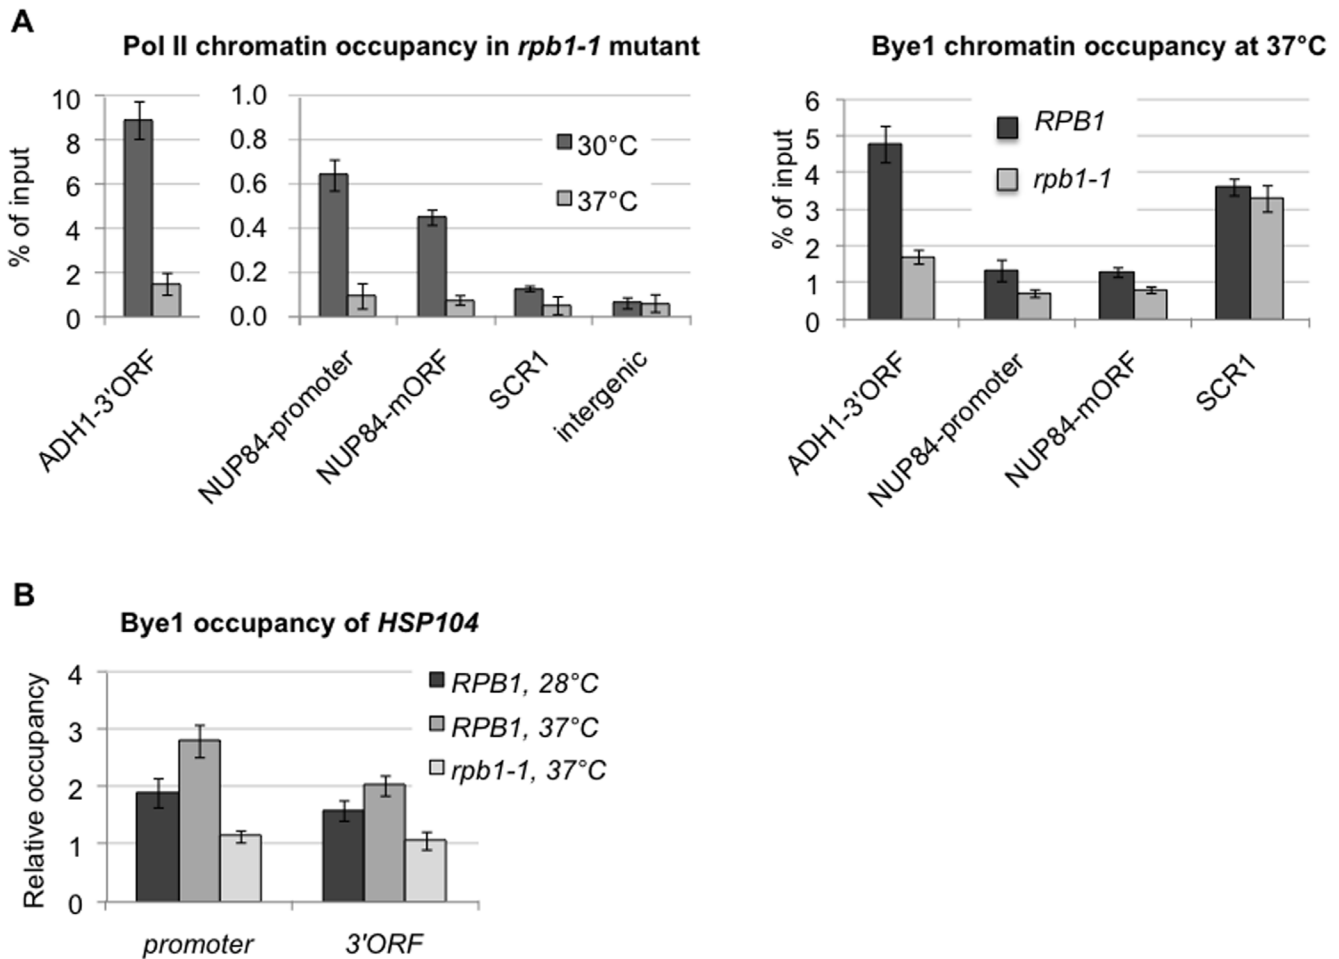 A
Pol II chromatin occupancy in rpb1-1 mutant
% of input
10
8
6
4
2
0
1.0
0.8
0.6
0.4
0.2
0.0
30°C
37°C
ADH1-3'ORF
NUP84-promoter
NUP84-mORF
SCR1
intergenic
Bye1 chromatin occupancy at 37°C
% of input
6
5
4
3
2
1
0
RPB1
rpb1-1
ADH1-3'ORF
NUP84-promoter
NUP84-mORF
SCR1
B
Bye1 occupancy of HSP104
Relative occupancy
4
3
2
1
0
RPB1, 28°C
RPB1, 37°C
rpb1-1, 37°C
promoter
3'ORF